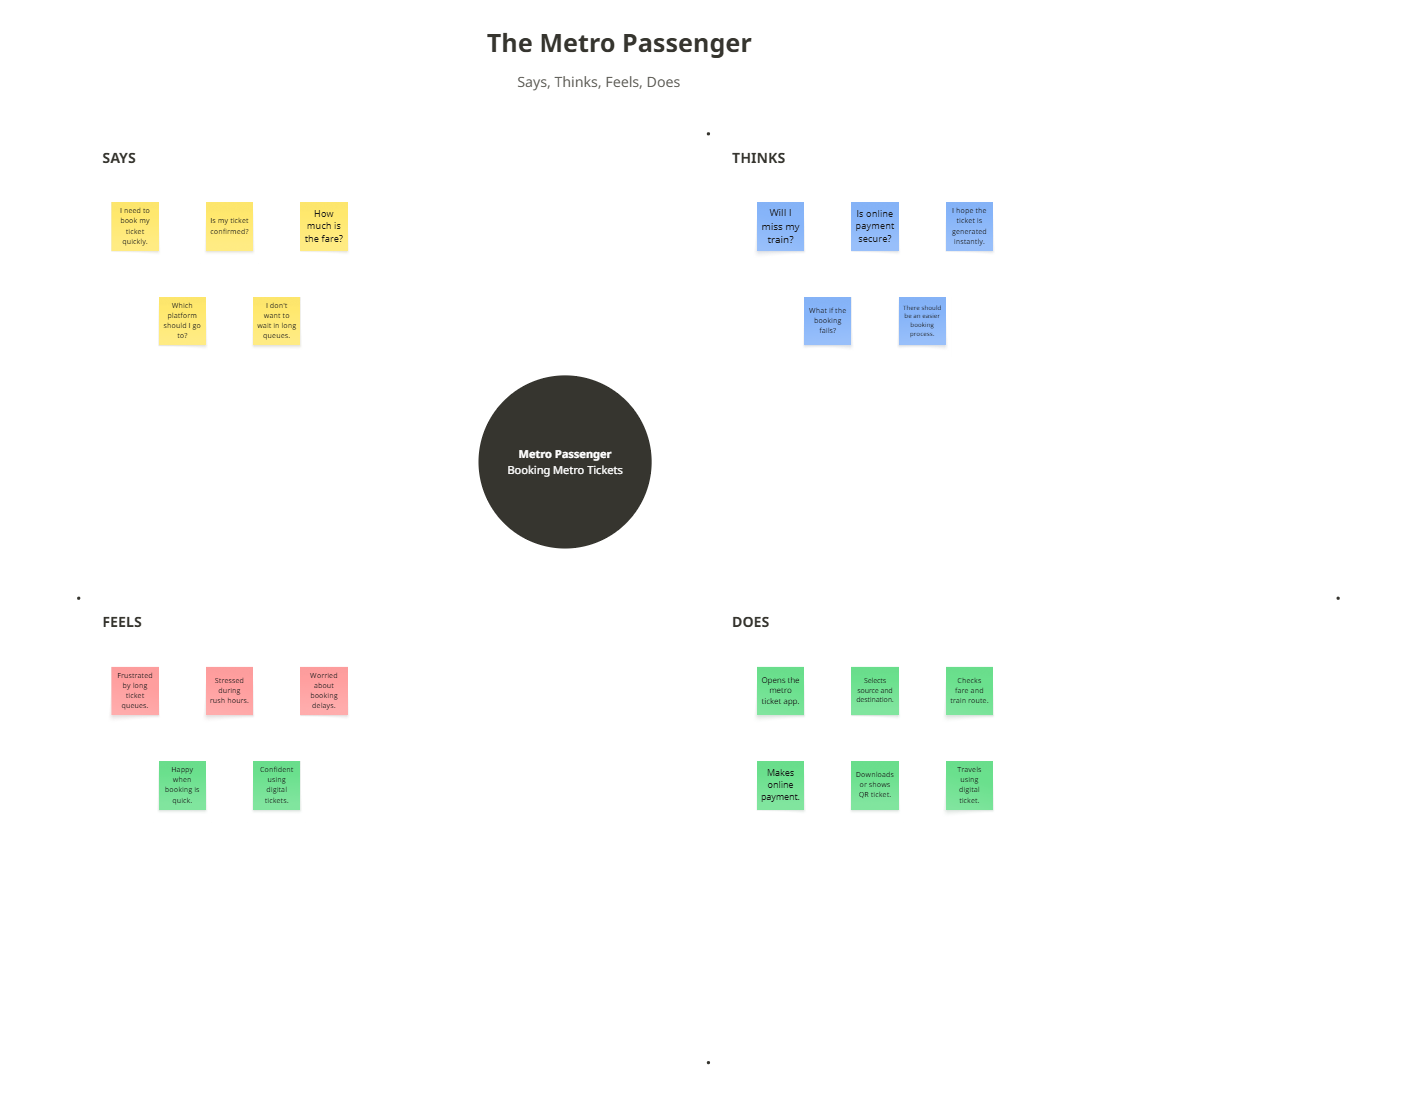 The Metro Passenger
Says, Thinks, Feels, Does
SAYS
I need to
book my
ticket
quickly.
Is my ticket
confirmed?
How
much is
the fare?
Which
platform
should I go
to?
I don't
want to
wait in long
queues.
THINKS
Will I
miss my
train?
Is online
payment
secure?
I hope the
ticket is
generated
instantly.
What if the
booking
fails?
There should
be an easier
booking
process.
Metro Passenger
Booking Metro Tickets
FEELS
Frustrated
by long
ticket
queues.
Stressed
during
rush hours.
Worried
about
booking
delays.
Happy
when
booking is
quick.
Confident
using
digital
tickets.
DOES
Opens the
metro
ticket app.
Selects
source and
destination.
Checks
fare and
train route.
Makes
online
payment.
Downloads
or shows
QR ticket.
Travels
using
digital
ticket.